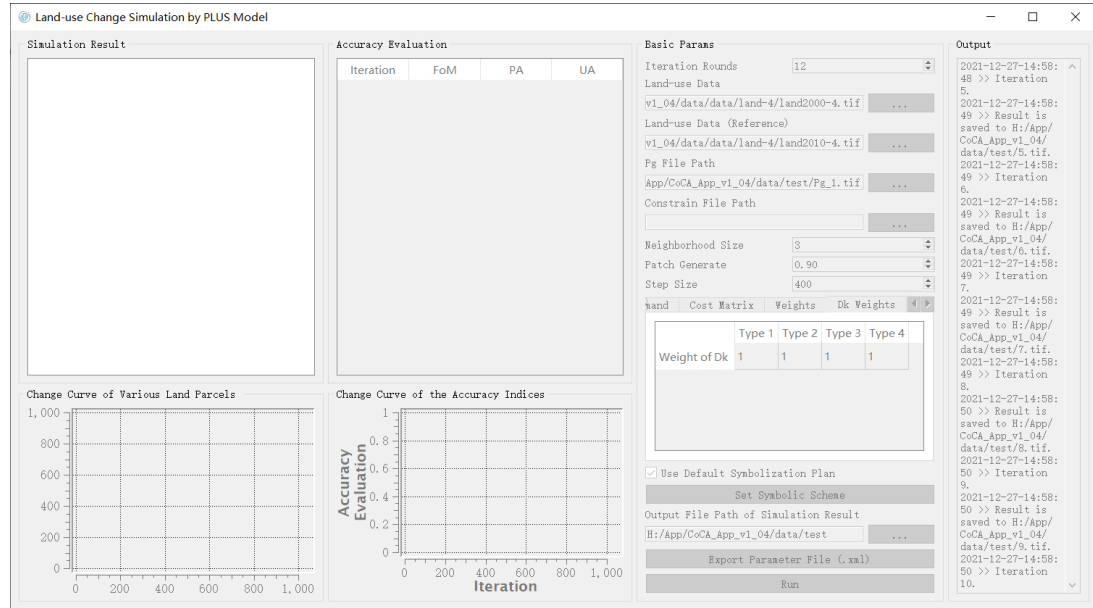 Land-use Change Simulation by PLUS Model
Simulation Result
Accuracy Evaluation
Iteration FoM PA UA
Change Curve of Various Land Parcels
1,000
800
600
400
200
0
0 200 400 600 800 1,000
Change Curve of the Accuracy Indices
1
0.8
0.6
0.4
0.2
0
Accuracy
Evaluation
0 200 400 600 800 1,000
Iteration
Basic Params
Iteration Rounds 12
Land-use Data
v1_04/data/data/land-4/land2000-4.tif ...
Land-use Data (Reference)
v1_04/data/data/land-4/land2010-4.tif ...
Pg File Path
App/CoCA_App_v1_04/data/test/Pg_1.tif ...
Constrain File Path
...
Neighborhood Size 3
Patch Generate 0.90
Step Size 400
mand Cost Matrix Weights Dk Weights
Type 1 Type 2 Type 3 Type 4
Weight of Dk 1 1 1 1
Use Default Symbolization Plan
Set Symbolic Scheme
Output File Path of Simulation Result
H:/App/CoCA_App_v1_04/data/test ...
Export Parameter File (.xml)
Run
Output
2021-12-27-14:58:
48 >> Iteration
5.
2021-12-27-14:58:
49 >> Result is
saved to H:/App/
CoCA_App_v1_04/
data/test/5.tif.
2021-12-27-14:58:
49 >> Iteration
6.
2021-12-27-14:58:
49 >> Result is
saved to H:/App/
CoCA_App_v1_04/
data/test/6.tif.
2021-12-27-14:58:
49 >> Iteration
7.
2021-12-27-14:58:
49 >> Result is
saved to H:/App/
CoCA_App_v1_04/
data/test/7.tif.
2021-12-27-14:58:
49 >> Iteration
8.
2021-12-27-14:58:
50 >> Result is
saved to H:/App/
CoCA_App_v1_04/
data/test/8.tif.
2021-12-27-14:58:
50 >> Iteration
9.
2021-12-27-14:58:
50 >> Result is
saved to H:/App/
CoCA_App_v1_04/
data/test/9.tif.
2021-12-27-14:58:
50 >> Iteration
10.